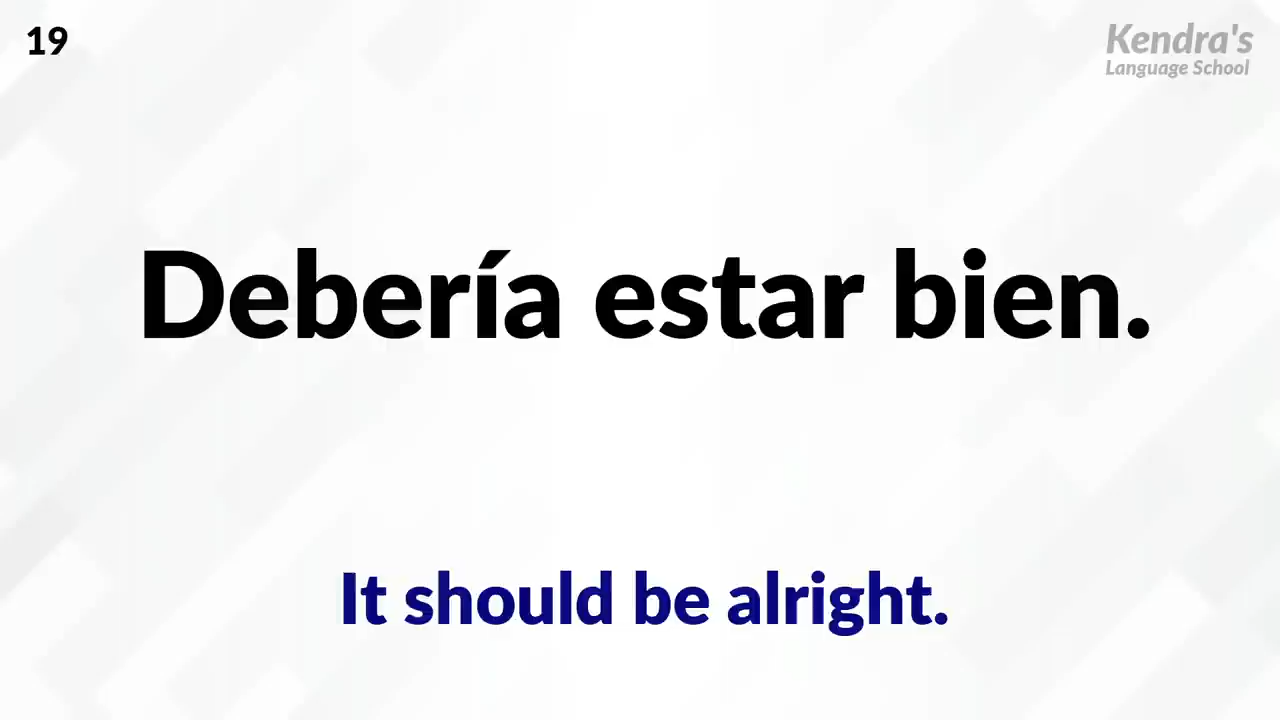 19
Kendra's
Language School
Debería estar bien.
It should be alright.